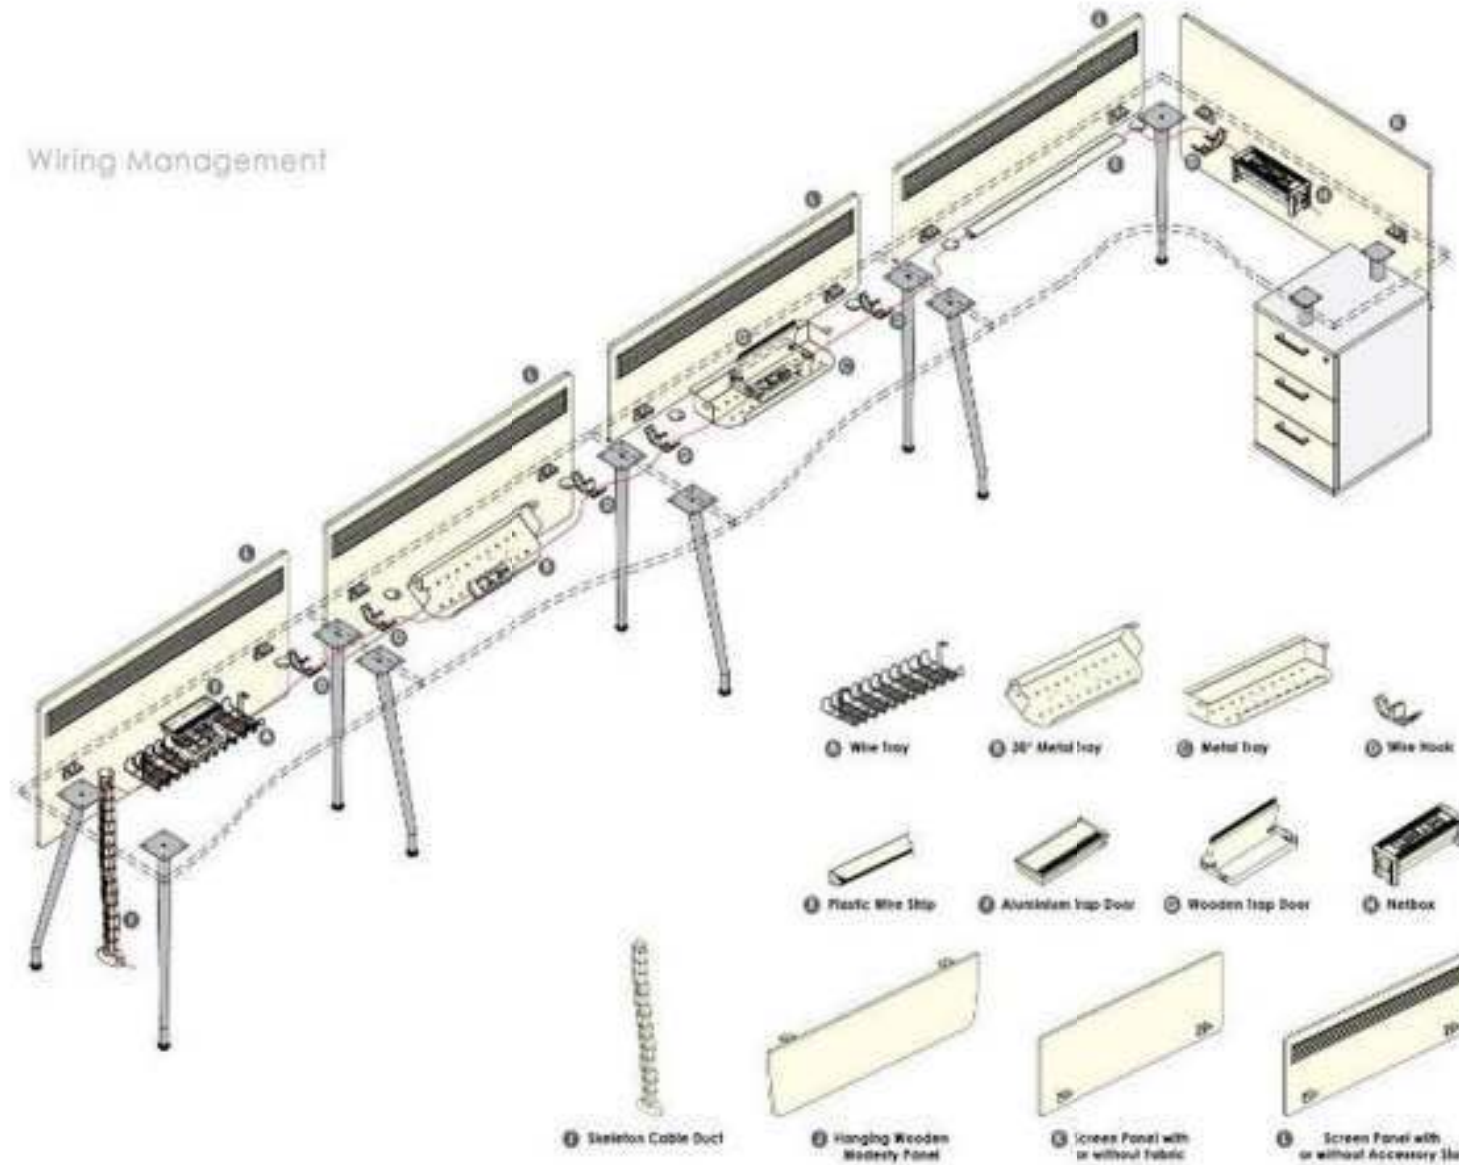 Wiring Management
A Wire Tray
B 30° Metal Tray
C Metal Tray
D Wire Hook
E Plastic Wire Strip
F Aluminium Trap Door
G Wooden Trap Door
H Netbox
I Skeleton Cable Duct
J Hanging Wooden
Modesty Panel
K Screen Panel with
or without Fabric
L Screen Panel with
or without Accessory